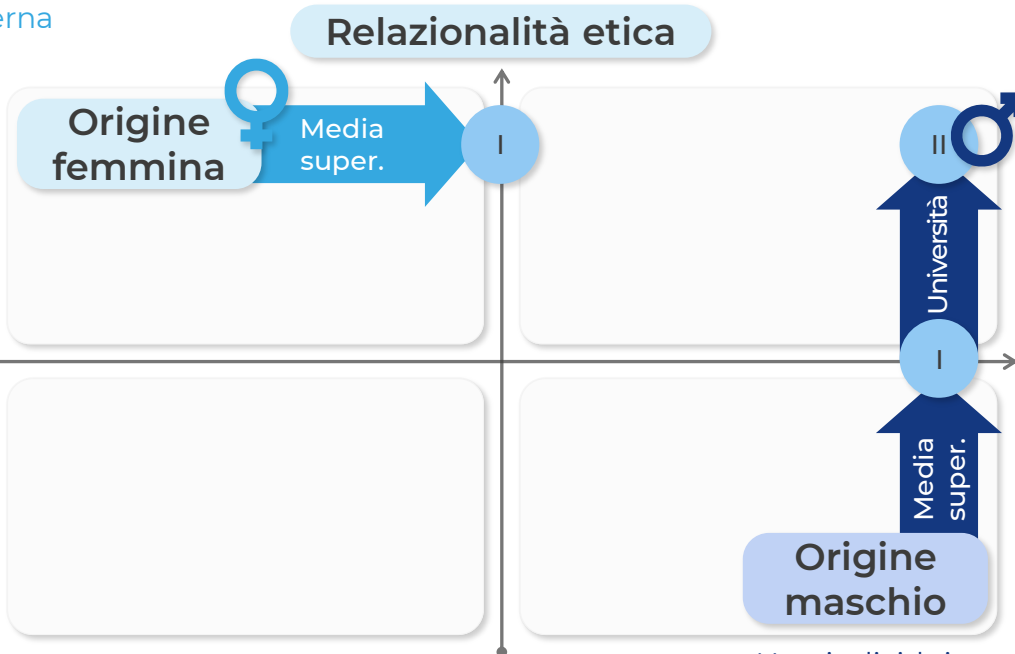 Relazionalità etica
Origine
femmina
Media
super.
I
II
Università
I
Media
super.
Origine
maschio